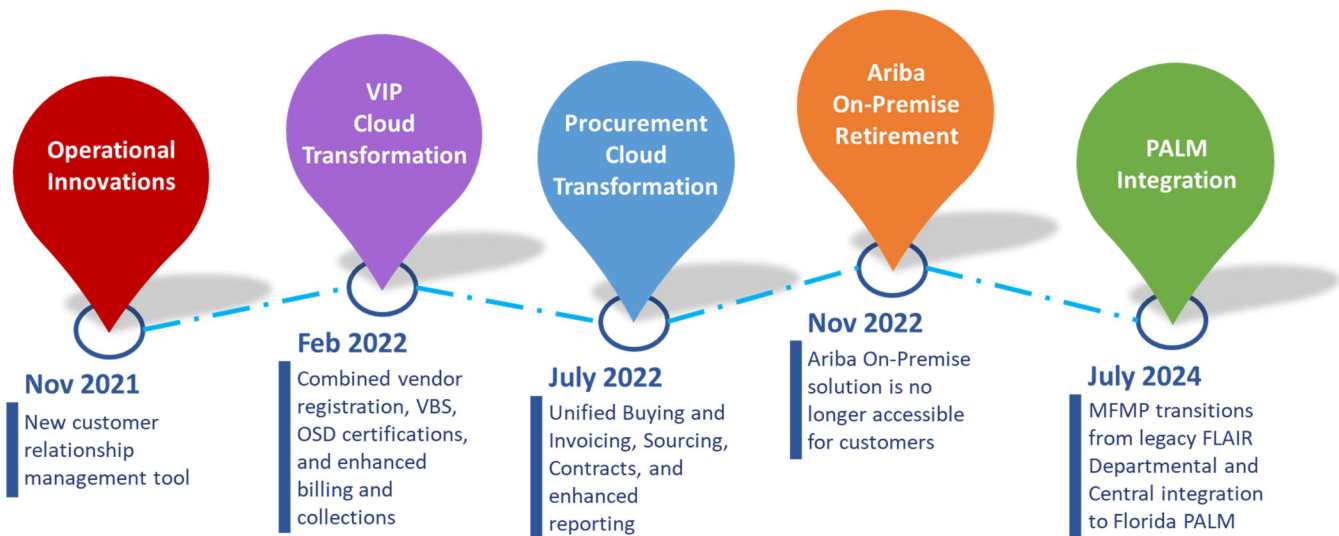 Operational
Innovations
Nov 2021
New customer
relationship
management tool
VIP
Cloud
Transformation
Feb 2022
Combined vendor
registration, VBS,
OSD certifications,
and enhanced
billing and
collections
Procurement
Cloud
Transformation
July 2022
Unified Buying and
Invoicing, Sourcing,
Contracts, and
enhanced
reporting
Ariba
On-Premise
Retirement
Nov 2022
Ariba On-Premise
solution is no
longer accessible
for customers
PALM
Integration
July 2024
MFMP transitions
from legacy FLAIR
Departmental and
Central integration
to Florida PALM